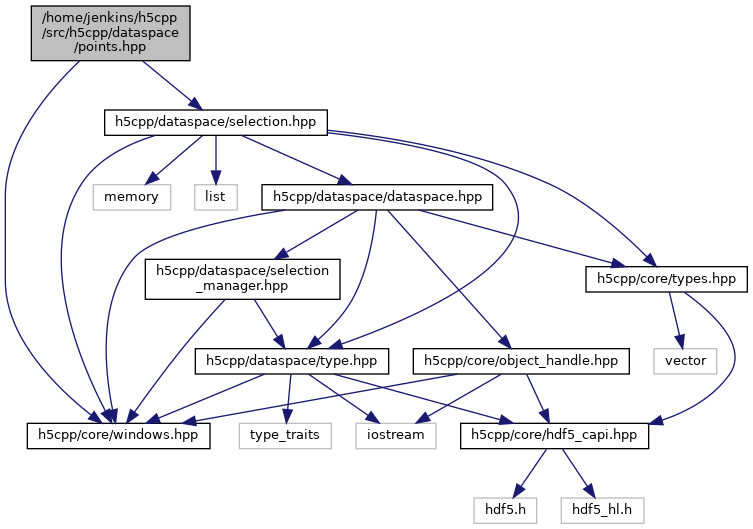 /home/jenkins/h5cpp
/src/h5cpp/dataspace
/points.hpp
h5cpp/dataspace/selection.hpp
memory
list
h5cpp/dataspace/dataspace.hpp
h5cpp/dataspace/selection
_manager.hpp
h5cpp/core/types.hpp
h5cpp/dataspace/type.hpp
h5cpp/core/object_handle.hpp
vector
h5cpp/core/windows.hpp
type_traits
iostream
h5cpp/core/hdf5_capi.hpp
hdf5.h
hdf5_hl.h